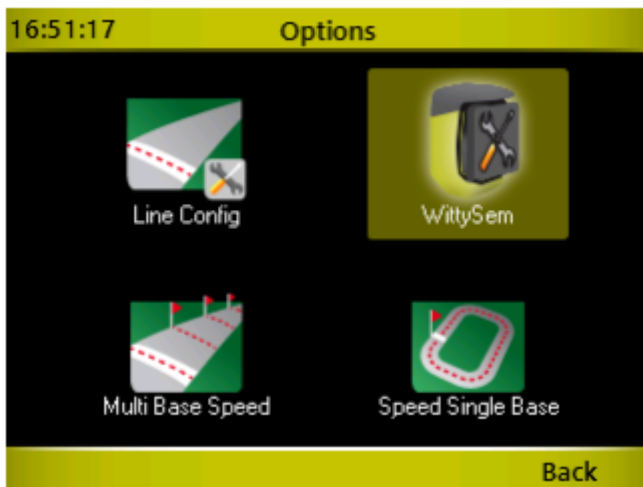 16:51:17 Options
Line Config
WittySem
Multi Base Speed
Speed Single Base
Back